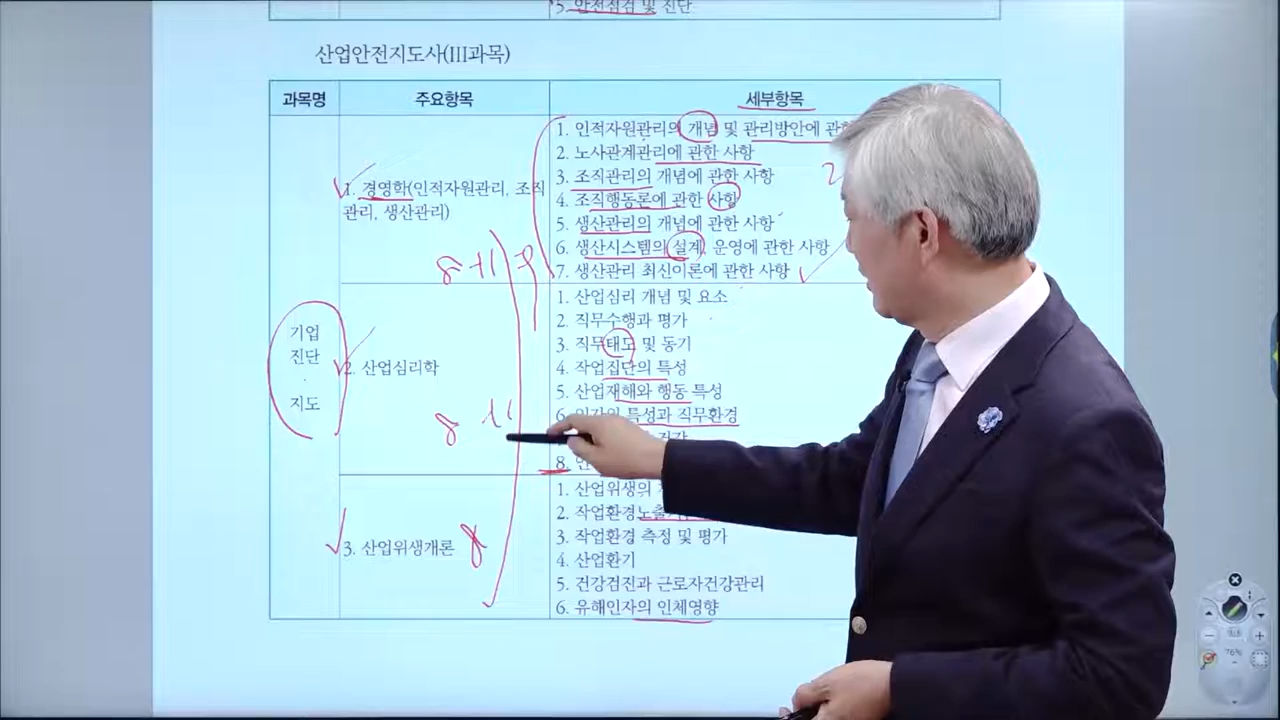 5. 안전점검 및 진단
산업안전지도사(III과목)
과목명 주요항목 세부항목
기업
진단
·
지도
1. 경영학(인적자원관리, 조직
관리, 생산관리)
1. 인적자원관리의 개념 및 관리방안에 관한
2. 노사관계관리에 관한 사항
3. 조직관리의 개념에 관한 사항
4. 조직행동론에 관한 사항
5. 생산관리의 개념에 관한 사항
6. 생산시스템의 설계, 운영에 관한 사항
7. 생산관리 최신이론에 관한 사항
8 +1 9
2. 산업심리학
1. 산업심리 개념 및 요소
2. 직무수행과 평가
3. 직무태도 및 동기
4. 작업집단의 특성
5. 산업재해와 행동 특성
6. 인간의 특성과 직무환경
건강
8. 인
8 +1
3. 산업위생개론
8
1. 산업위생의
2. 작업환경노출
3. 작업환경 측정 및 평가
4. 산업환기
5. 건강검진과 근로자건강관리
6. 유해인자의 인체영향
76%